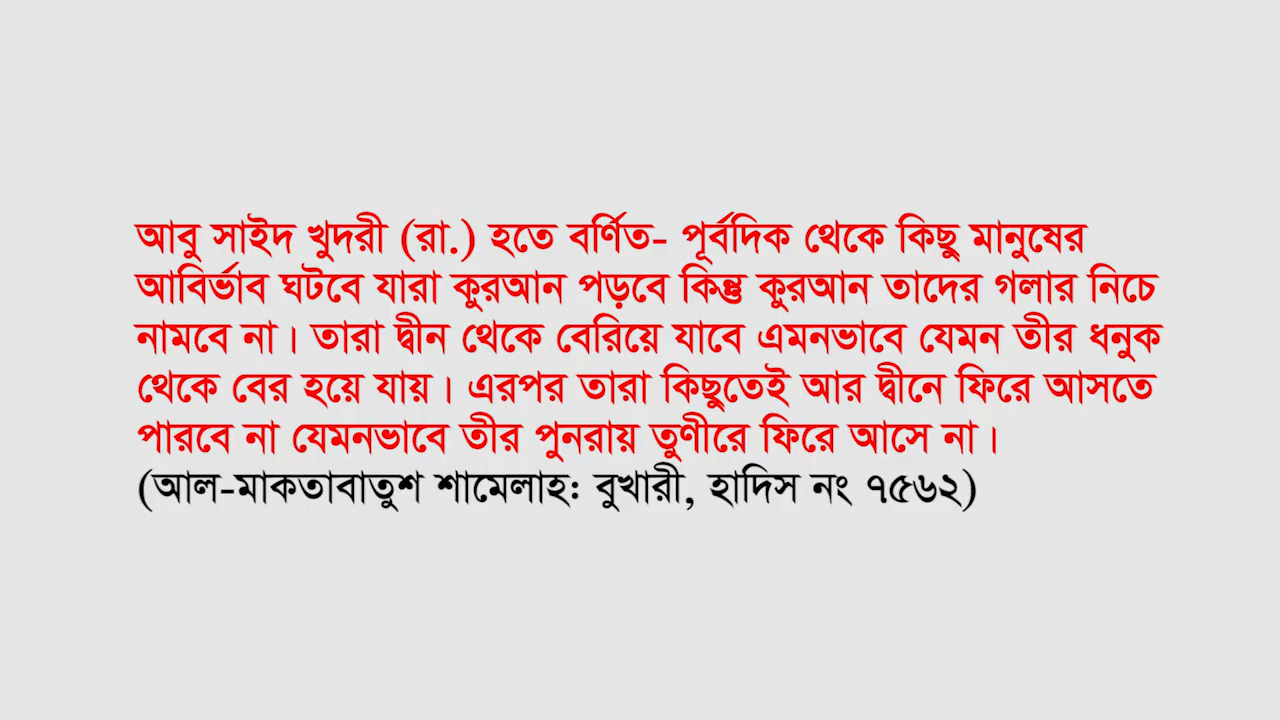 আবু সাইদ খুদরী (রা.) হতে বর্ণিত- পূর্বদিক থেকে কিছু মানুষের
আবির্ভাব ঘটবে যারা কুরআন পড়বে কিন্তু কুরআন তাদের গলার নিচে
নামবে না। তারা দ্বীন থেকে বেরিয়ে যাবে এমনভাবে যেমন তীর ধনুক
থেকে বের হয়ে যায়। এরপর তারা কিছুতেই আর দ্বীনে ফিরে আসতে
পারবে না যেমনভাবে তীর পুনরায় তুণীরে ফিরে আসে না।
(আল-মাকতাবাতুশ শামেলাহ: বুখারী, হাদিস নং ৭৫৬২)